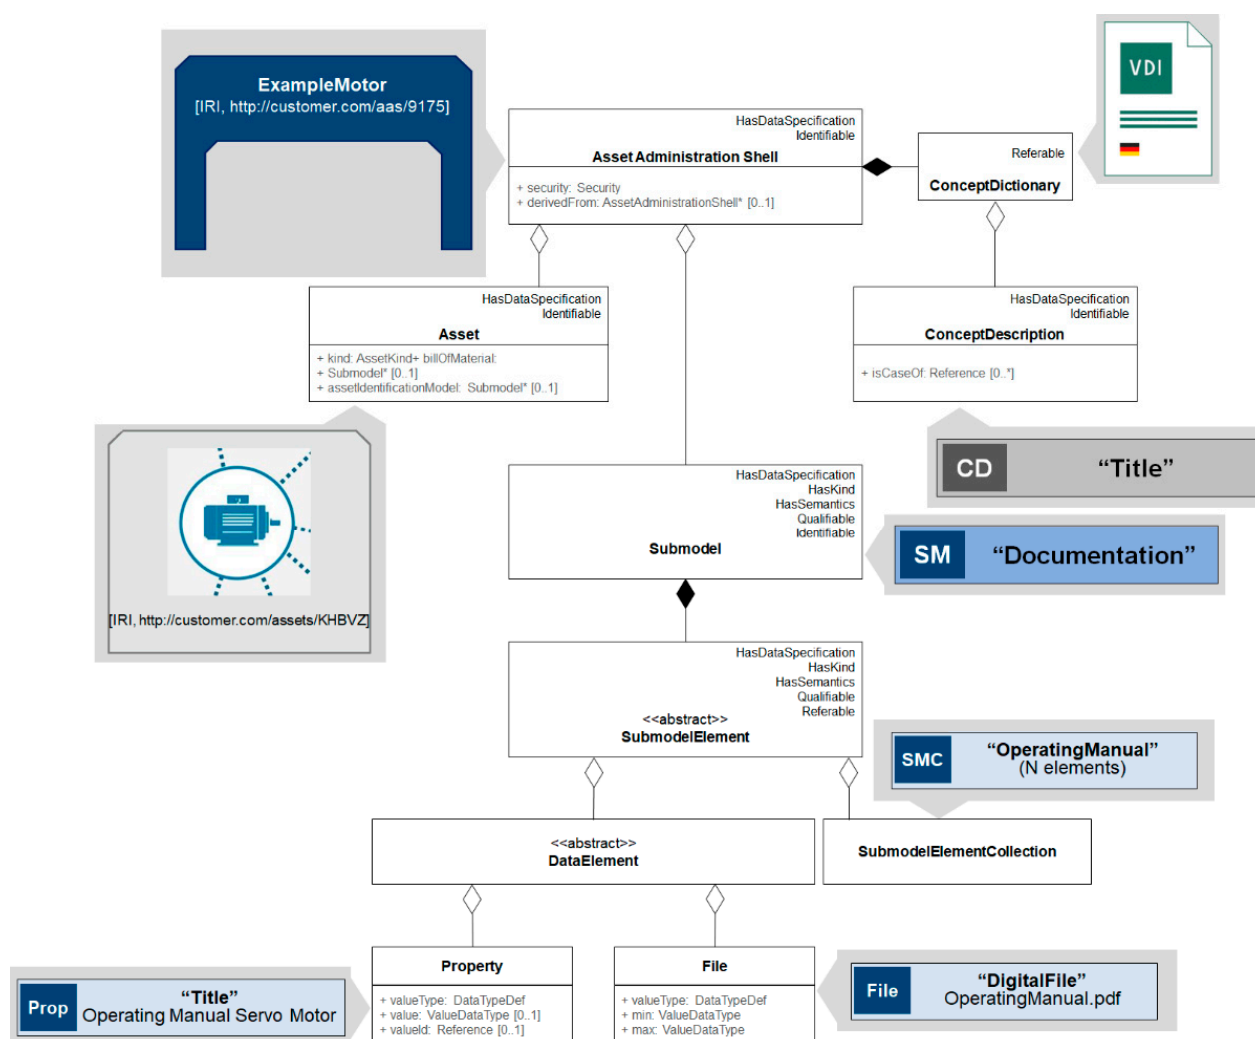 ExampleMotor
[IRI, http://customer.com/aas/9175]
VDI
HasDataSpecification
Identifiable
Asset Administration Shell
+ security: Security
+ derivedFrom: AssetAdministrationShell* [0..1]
Referable
ConceptDictionary
HasDataSpecification
Identifiable
Asset
+ kind: AssetKind+ billOfMaterial:
+ Submodel* [0..1]
+ assetIdentificationModel: Submodel* [0..1]
HasDataSpecification
Identifiable
ConceptDescription
+ isCaseOf: Reference [0..*]
[IRI, http://customer.com/assets/KHBVZ]
CD
“Title”
HasDataSpecification
HasKind
HasSemantics
Qualifiable
Identifiable
Submodel
SM
“Documentation”
HasDataSpecification
HasKind
HasSemantics
Qualifiable
Referable
<<abstract>>
SubmodelElement
SMC
“OperatingManual”
(N elements)
<<abstract>>
DataElement
SubmodelElementCollection
Prop
“Title”
Operating Manual Servo Motor
Property
+ valueType: DataTypeDef
+ value: ValueDataType [0..1]
+ valueId: Reference [0..1]
File
+ valueType: DataTypeDef
+ min: ValueDataType
+ max: ValueDataType
File
“DigitalFile”
OperatingManual.pdf